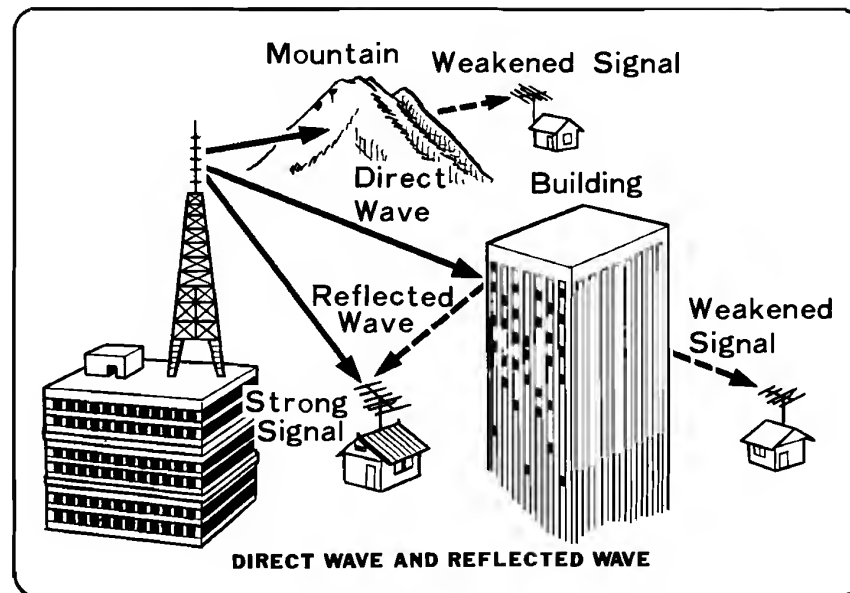 Mountain
Weakened Signal
Direct
Wave
Building
Reflected
Wave
Weakened
Signal
Strong
Signal
DIRECT WAVE AND REFLECTED WAVE